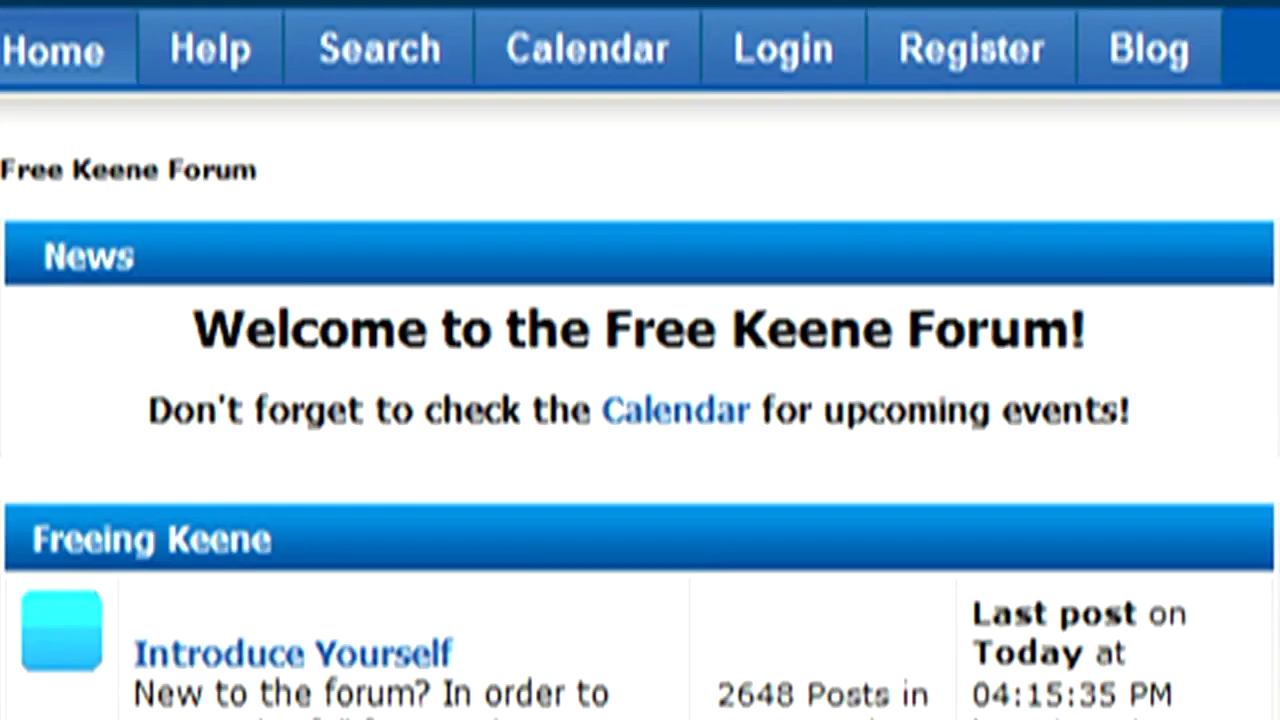 Home Help Search Calendar Login Register Blog
Free Keene Forum
News
Welcome to the Free Keene Forum!
Don't forget to check the Calendar for upcoming events!
Freeing Keene
Introduce Yourself
New to the forum? In order to
2648 Posts in
Last post on
Today at
04:15:35 PM